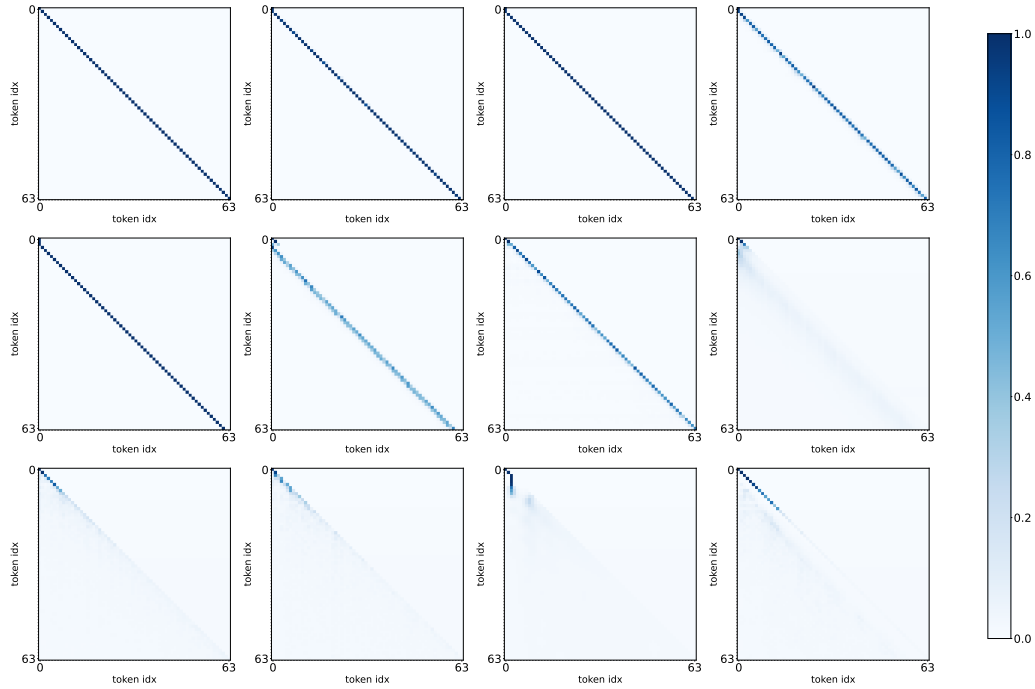 0 0 0 0
token idx token idx token idx token idx
63 63 63 63
0 63 0 63 0 63 0 63
token idx token idx token idx token idx
0 0 0 0
token idx token idx token idx token idx
63 63 63 63
0 63 0 63 0 63 0 63
token idx token idx token idx token idx
0 0 0 0
token idx token idx token idx token idx
63 63 63 63
0 63 0 63 0 63 0 63
token idx token idx token idx token idx
1.0
0.8
0.6
0.4
0.2
0.0